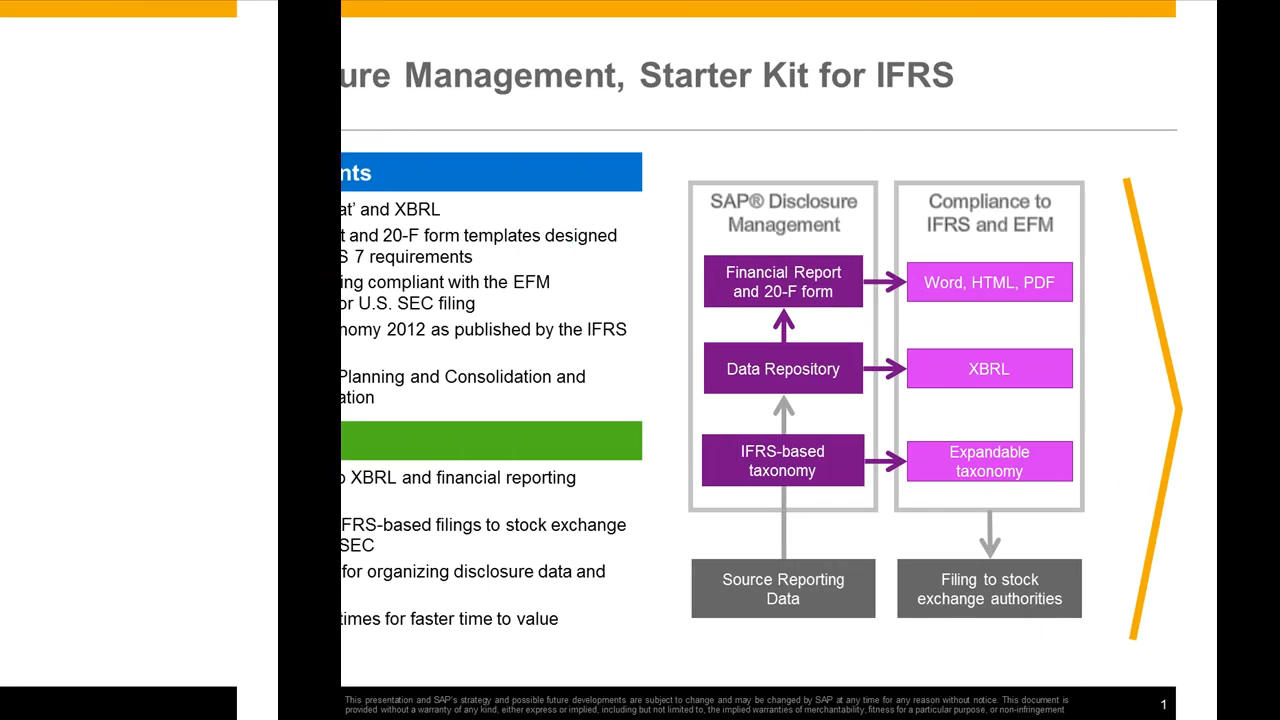 ure Management, Starter Kit for IFRS
nts
at’ and XBRL
t and 20-F form templates designed
S 7 requirements
ing compliant with the EFM
or U.S. SEC filing
nomy 2012 as published by the IFRS
Planning and Consolidation and
ation
o XBRL and financial reporting
IFRS-based filings to stock exchange
SEC
for organizing disclosure data and
times for faster time to value
SAP® Disclosure
Management
Financial Report
and 20-F form
Data Repository
IFRS-based
taxonomy
Source Reporting
Data
Compliance to
IFRS and EFM
Word, HTML, PDF
XBRL
Expandable
taxonomy
Filing to stock
exchange authorities
This presentation and SAP's strategy and possible future developments are subject to change and may be changed by SAP at any time for any reason without notice. This document is
provided without a warranty of any kind, either express or implied, including but not limited to, the implied warranties of merchantability, fitness for a particular purpose, or non-infringement
1